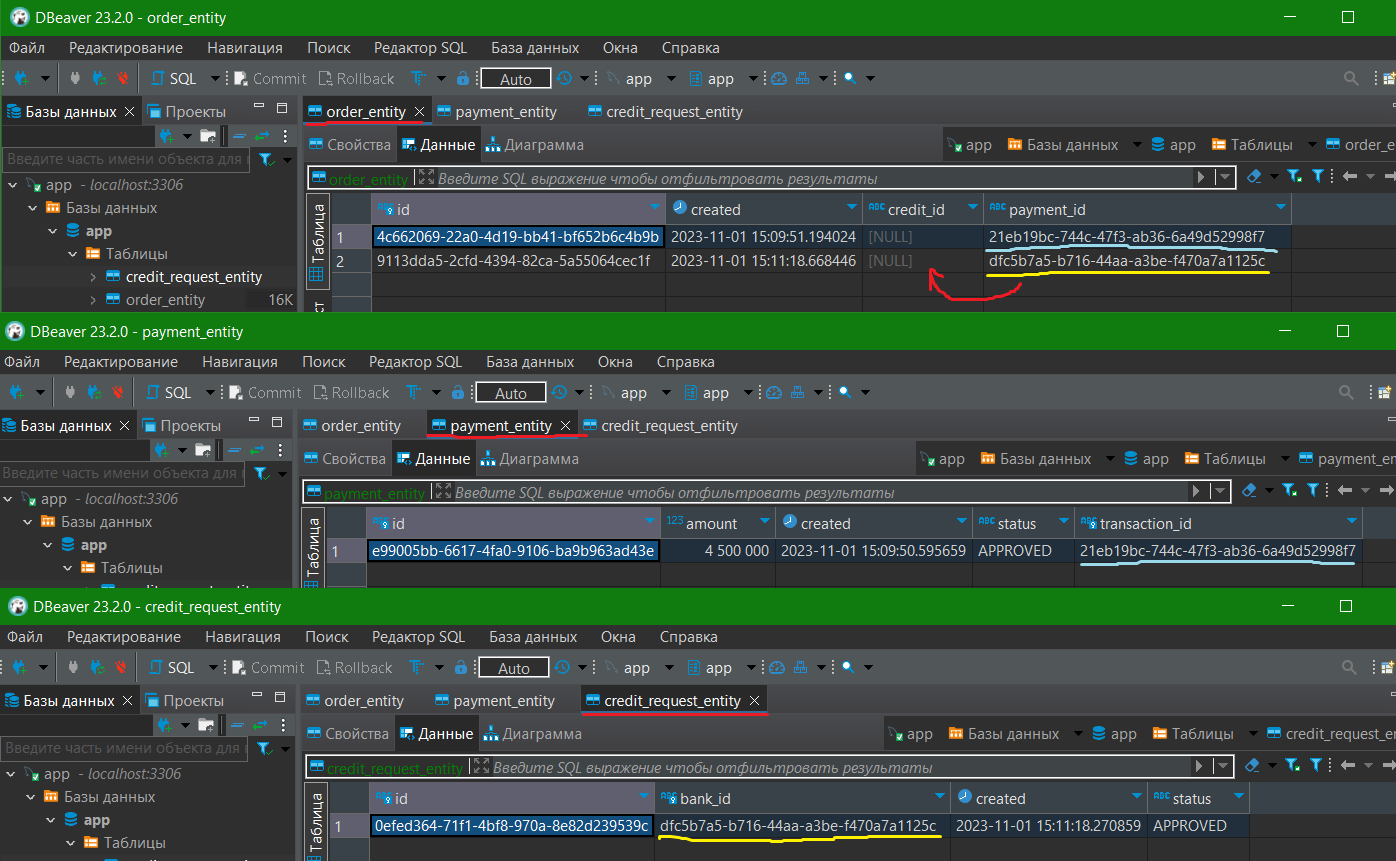 DBeaver 23.2.0 - order_entity
Файл Редактирование Навигация Поиск Редактор SQL База данных Окна Справка
SQL Commit Rollback Auto app app
Базы данных Проекты order_entity payment_entity credit_request_entity
Свойства Данные Диаграмма app Базы данных app Таблицы order_e
Введите часть имени объекта для
order_entity Введите SQL выражение чтобы отфильтровать результаты
app - localhost:3306
Базы данных
app
Таблицы
credit_request_entity
order_entity 16K
Таблица
id created credit_id payment_id
1 4c662069-22a0-4d19-bb41-bf652b6c4b9b 2023-11-01 15:09:51.194024 [NULL] 21eb19bc-744c-47f3-ab36-6a49d52998f7
2 9113dda5-2cfd-4394-82ca-5a55064cec1f 2023-11-01 15:11:18.668446 [NULL] dfc5b7a5-b716-44aa-a3be-f470a7a1125c
DBeaver 23.2.0 - payment_entity
Файл Редактирование Навигация Поиск Редактор SQL База данных Окна Справка
SQL Commit Rollback Auto app app
Базы данных Проекты order_entity payment_entity credit_request_entity
Свойства Данные Диаграмма app Базы данных app Таблицы payment_en
Введите часть имени объекта для
payment_entity Введите SQL выражение чтобы отфильтровать результаты
app - localhost:3306
Базы данных
app
Таблицы
Таблица
id 123 amount created status transaction_id
1 e99005bb-6617-4fa0-9106-ba9b963ad43e 4 500 000 2023-11-01 15:09:50.595659 APPROVED 21eb19bc-744c-47f3-ab36-6a49d52998f7
DBeaver 23.2.0 - credit_request_entity
Файл Редактирование Навигация Поиск Редактор SQL База данных Окна Справка
SQL Commit Rollback Auto app app
Базы данных Проекты order_entity payment_entity credit_request_entity
Свойства Данные Диаграмма app Базы данных app Таблицы credit_request_en
Введите часть имени объекта для
credit_request_entity Введите SQL выражение чтобы отфильтровать результаты
app - localhost:3306
Базы данных
app
Таблицы
Таблица
id bank_id created status
1 0efed364-71f1-4bf8-970a-8e82d239539c dfc5b7a5-b716-44aa-a3be-f470a7a1125c 2023-11-01 15:11:18.270859 APPROVED